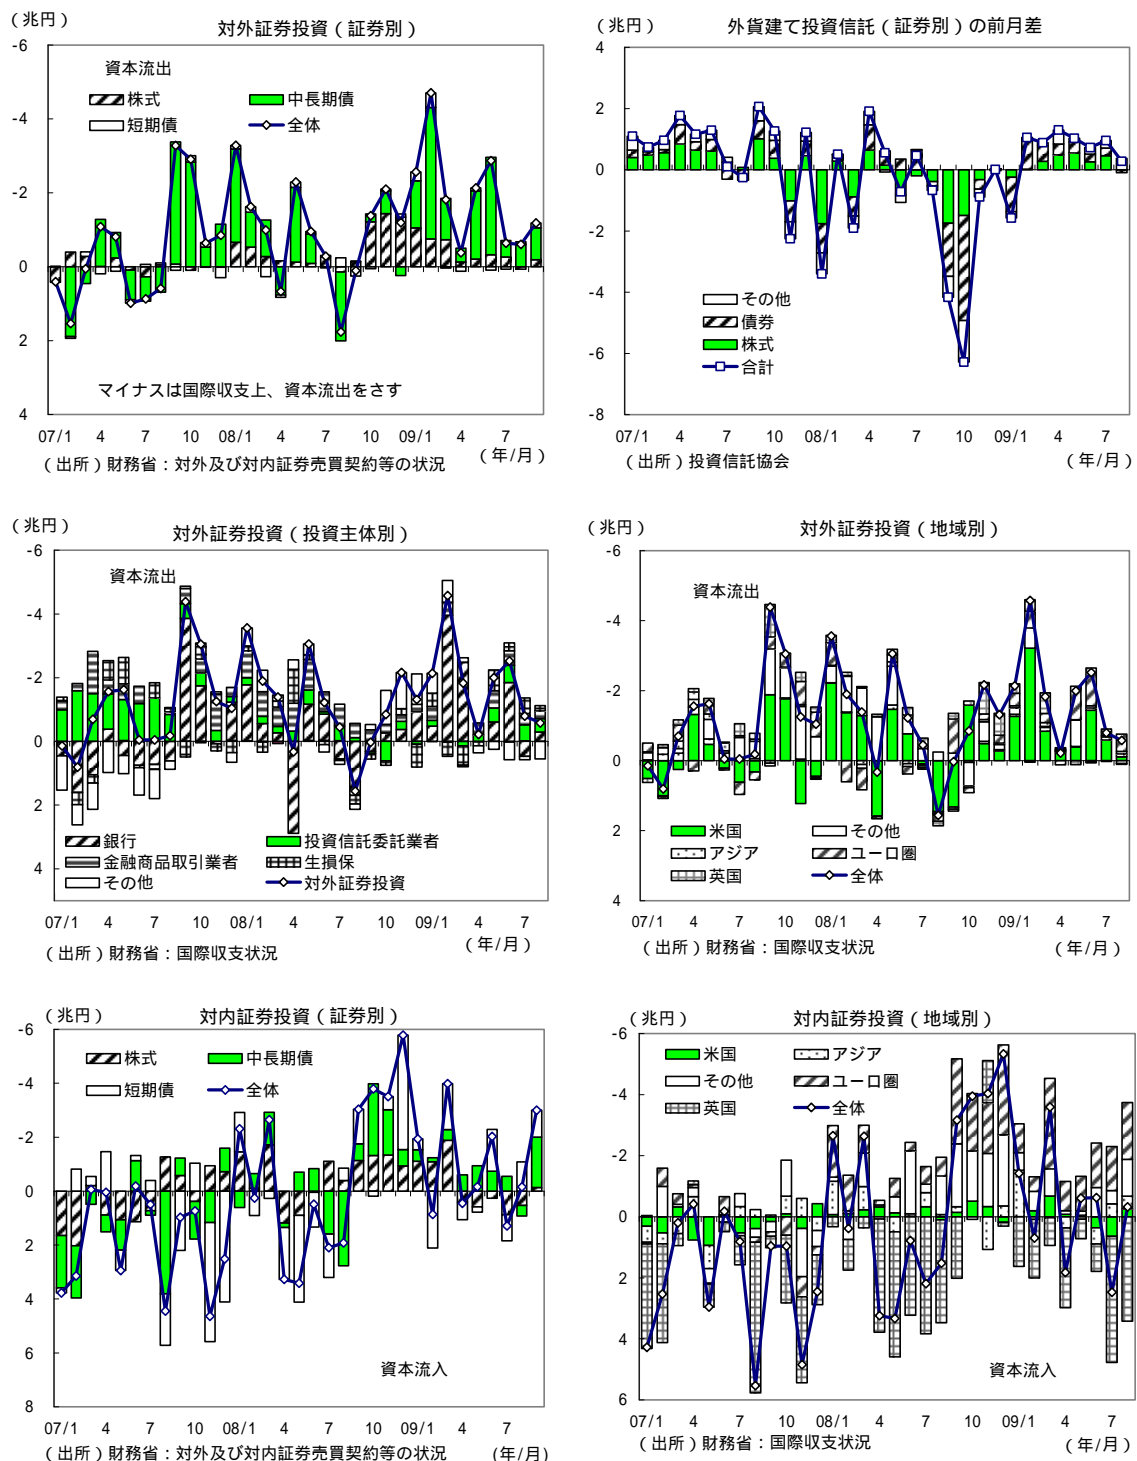 （兆円）
対外証券投資（証券別）
-6
-4
-2
0
2
4
資本流出
株式
中長期債
短期債
全体
マイナスは国際収支上、資本流出をさす
07/1 4 7 10 08/1 4 7 10 09/1 4 7
（年/月）
（出所）財務省：対外及び対内証券売買契約等の状況
（兆円）
外貨建て投資信託（証券別）の前月差
4
2
0
-2
-4
-6
-8
その他
債券
株式
合計
07/1 4 7 10 08/1 4 7 10 09/1 4 7
（出所）投資信託協会
（年/月）
（兆円）
対外証券投資（投資主体別）
-6
-4
-2
0
2
4
資本流出
銀行
投資信託委託業者
金融商品取引業者
生損保
その他
対外証券投資
07/1 4 7 10 08/1 4 7 10 09/1 4 7
（年/月）
（出所）財務省：国際収支状況
（兆円）
対外証券投資（地域別）
-6
-4
-2
0
2
4
資本流出
米国
その他
アジア
ユーロ圏
英国
全体
07/1 4 7 10 08/1 4 7 10 09/1 4 7
（年/月）
（出所）財務省：国際収支状況
（兆円）
対内証券投資（証券別）
-6
-4
-2
0
2
4
6
8
株式
中長期債
短期債
全体
資本流入
07/1 4 7 10 08/1 4 7 10 09/1 4 7
（出所）財務省：対外及び対内証券売買契約等の状況
（年/月）
（兆円）
対内証券投資（地域別）
-6
-4
-2
0
2
4
6
米国
アジア
その他
ユーロ圏
英国
全体
資本流入
07/1 4 7 10 08/1 4 7 10 09/1 4 7
（出所）財務省：国際収支状況
（年/月）